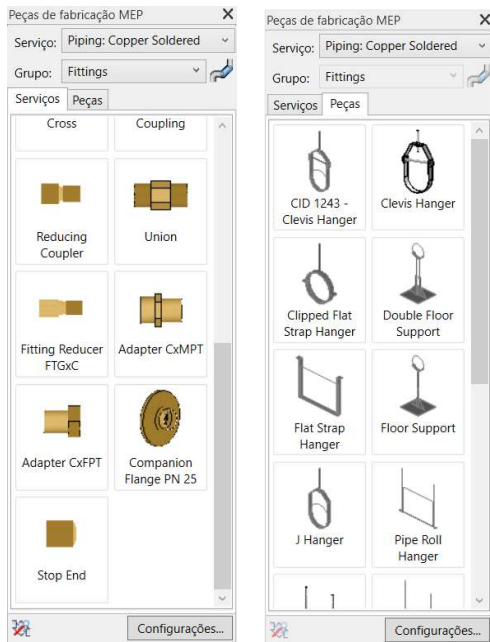 Peças de fabricação MEP
Serviço: Piping: Copper Soldered
Grupo: Fittings
Serviços Peças
Cross Coupling
Reducing
Coupler
Union
Fitting Reducer
FTGxC
Adapter CxMPT
Adapter CxFPT
Companion
Flange PN 25
Stop End
Configurações...
Peças de fabricação MEP
Serviço: Piping: Copper Soldered
Grupo: Fittings
Serviços Peças
CID 1243 -
Clevis Hanger
Clevis Hanger
Clipped Flat
Strap Hanger
Double Floor
Support
Flat Strap
Hanger
Floor Support
J Hanger
Pipe Roll
Hanger
Configurações...